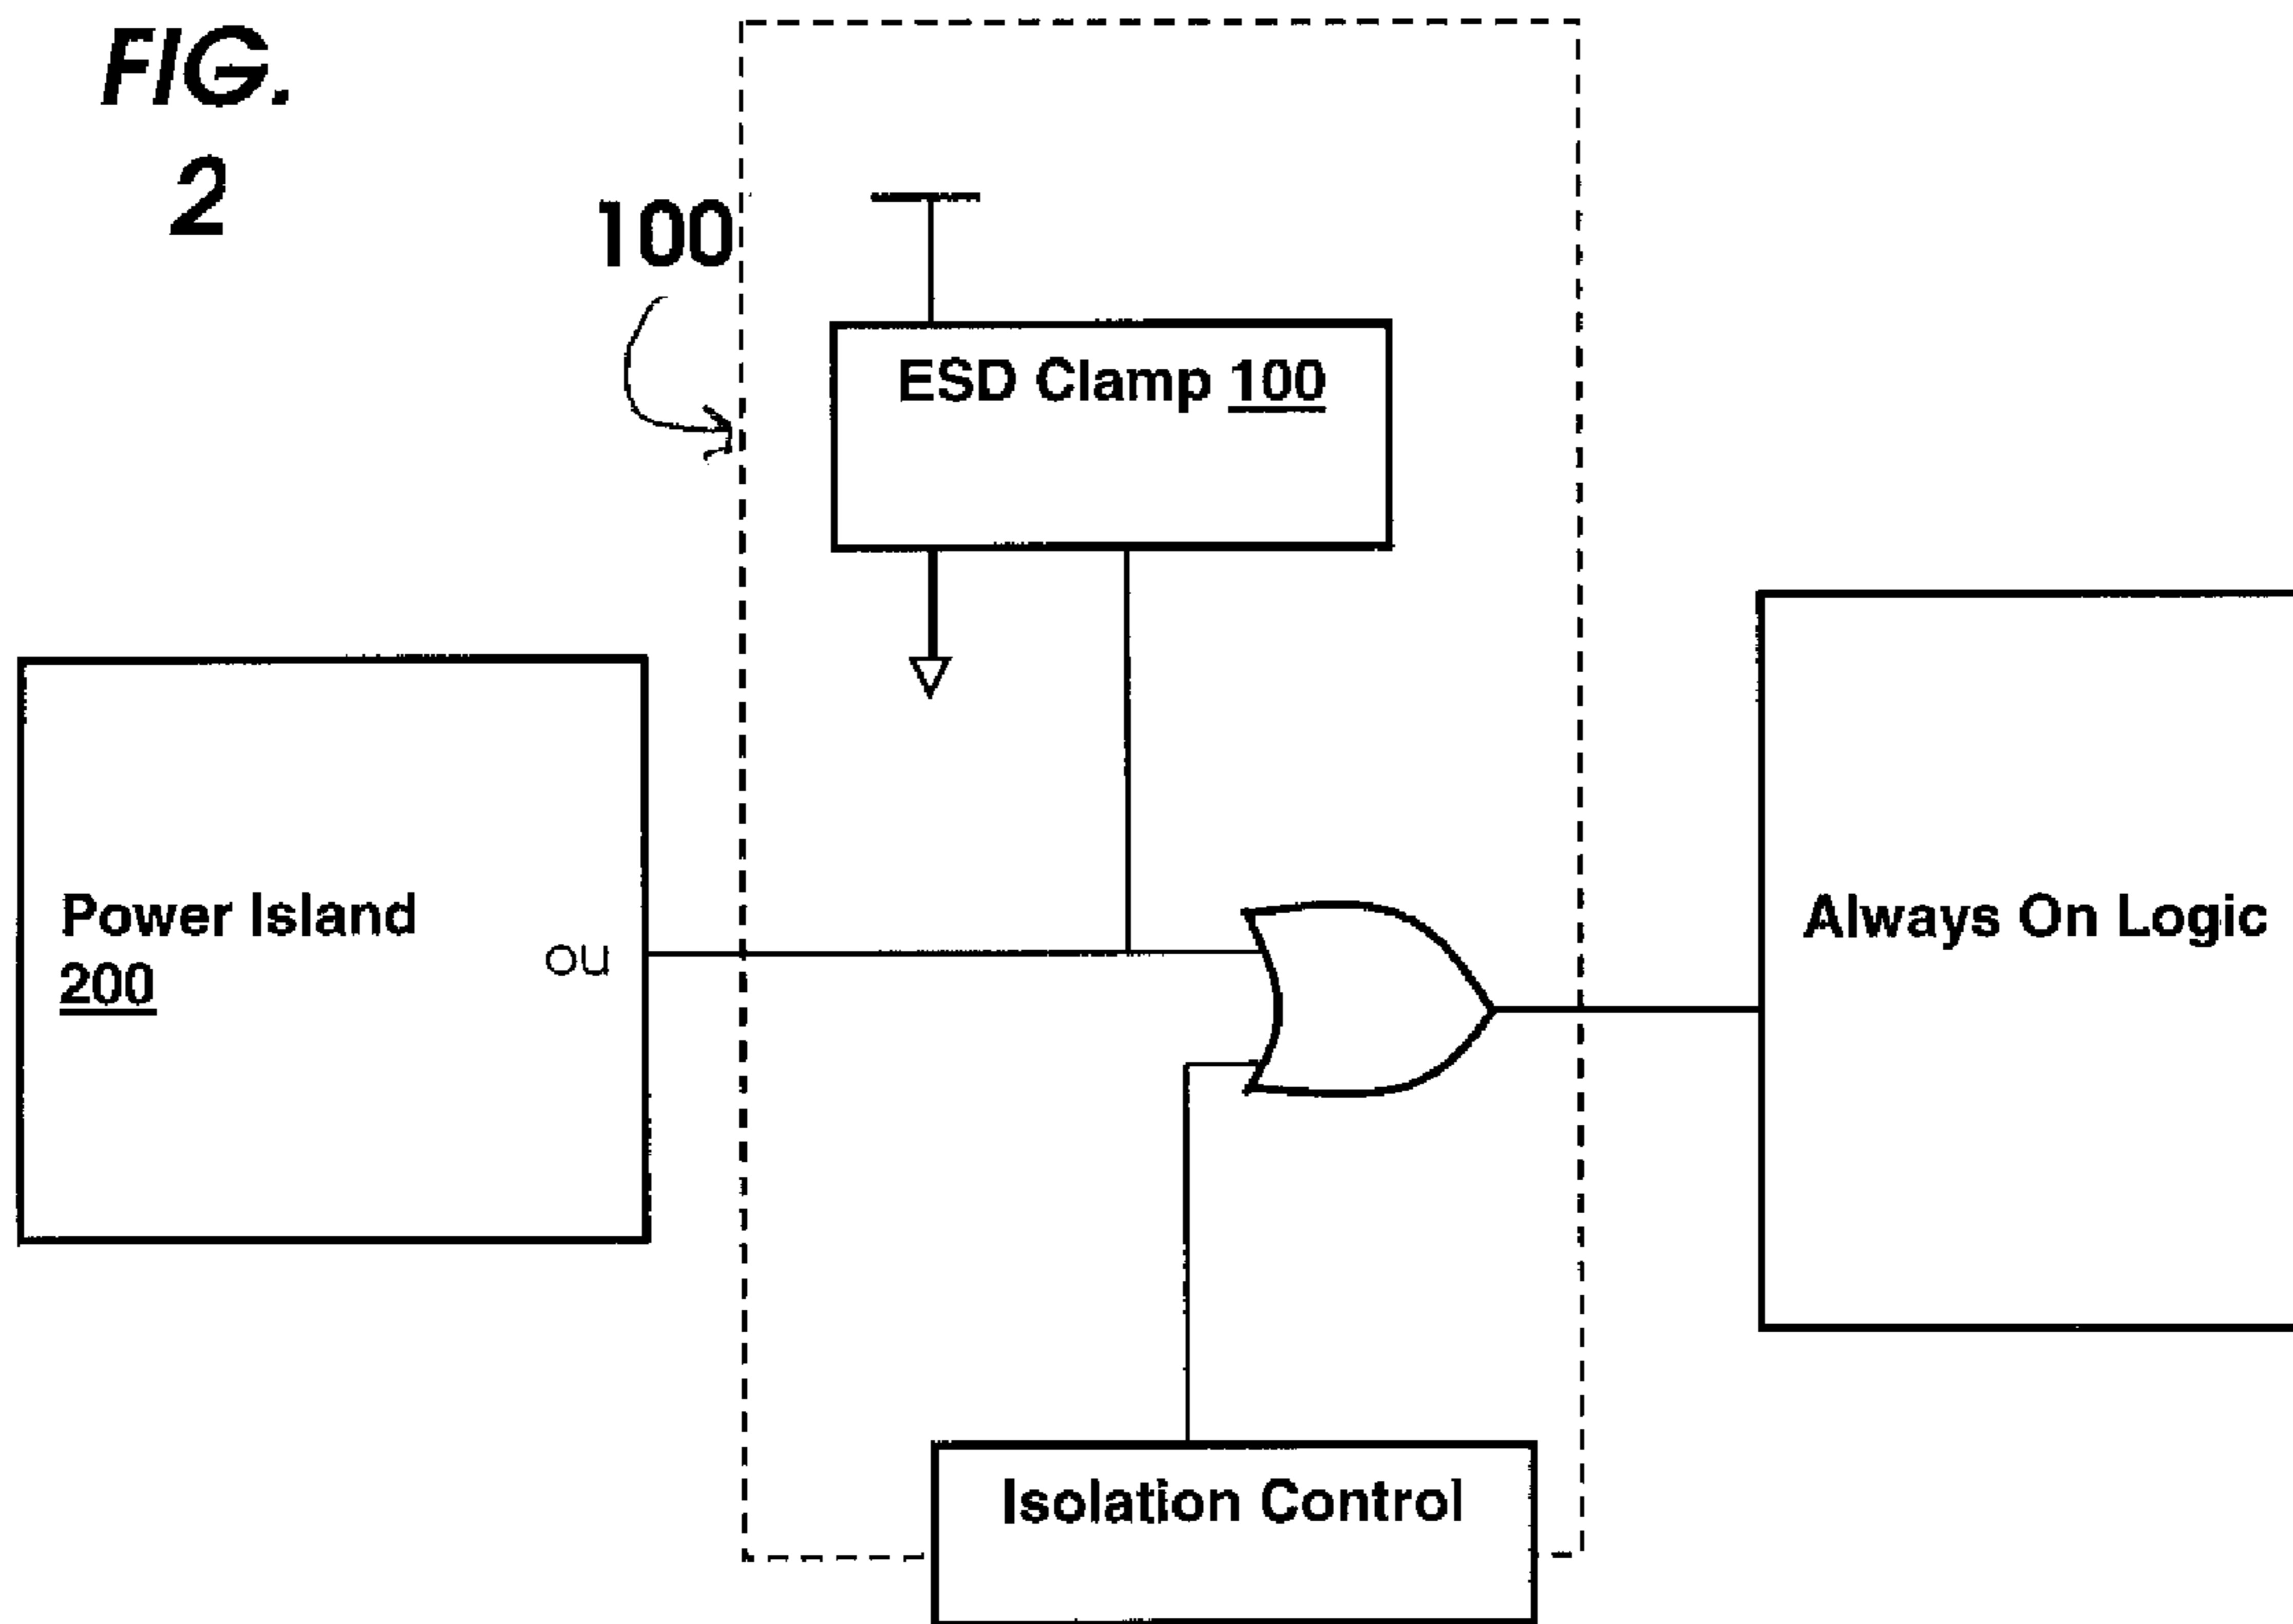 FIG.
2
100
ESD Clamp 100
Power Island
200
ou
Always On Logic
Isolation Control